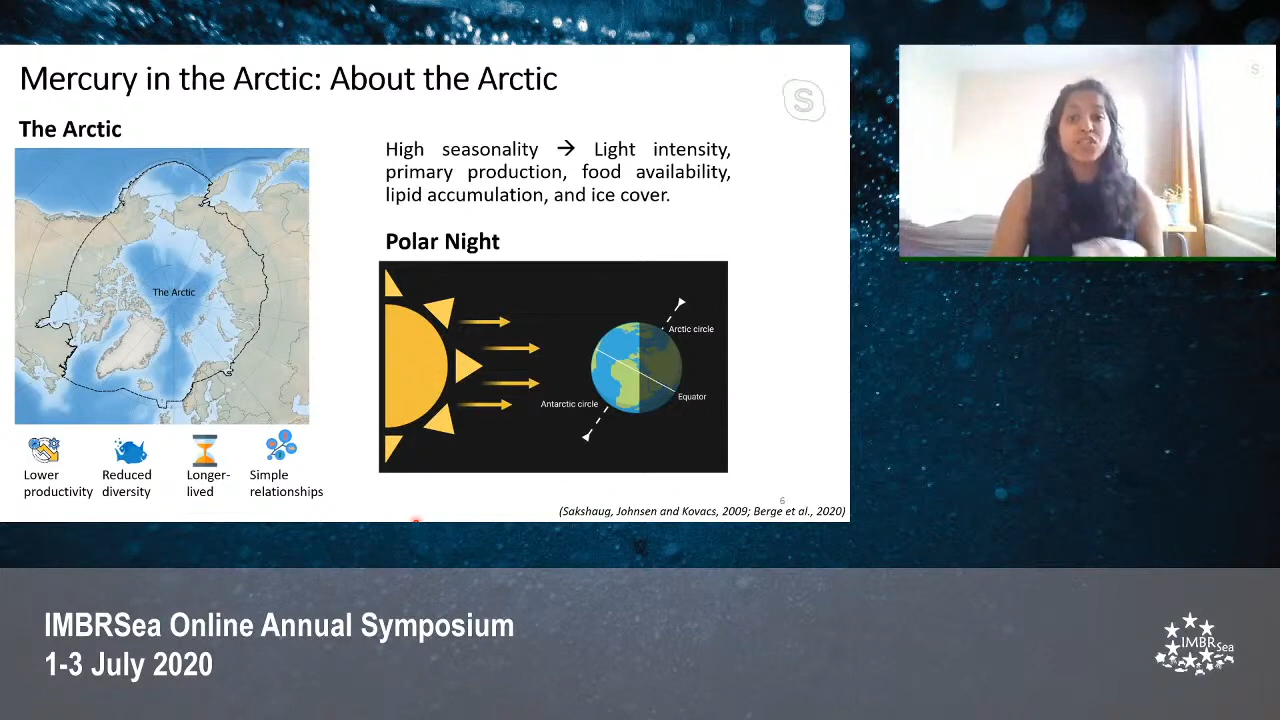 Mercury in the Arctic: About the Arctic
S
The Arctic
The Arctic
Lower
productivity
Reduced
diversity
Longer-
lived
Simple
relationships
High seasonality → Light intensity,
primary production, food availability,
lipid accumulation, and ice cover.
Polar Night
Arctic circle
Equator
Antarctic circle
6
(Sakshaug, Johnsen and Kovacs, 2009; Berge et al., 2020)
S
IMBRSea Online Annual Symposium
1-3 July 2020
IMBRSea